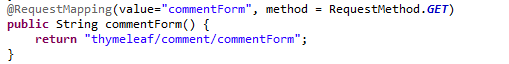 @RequestMapping(value="commentForm", method = RequestMethod.GET)
public String commentForm() {
    return "thymeleaf/comment/commentForm";
}